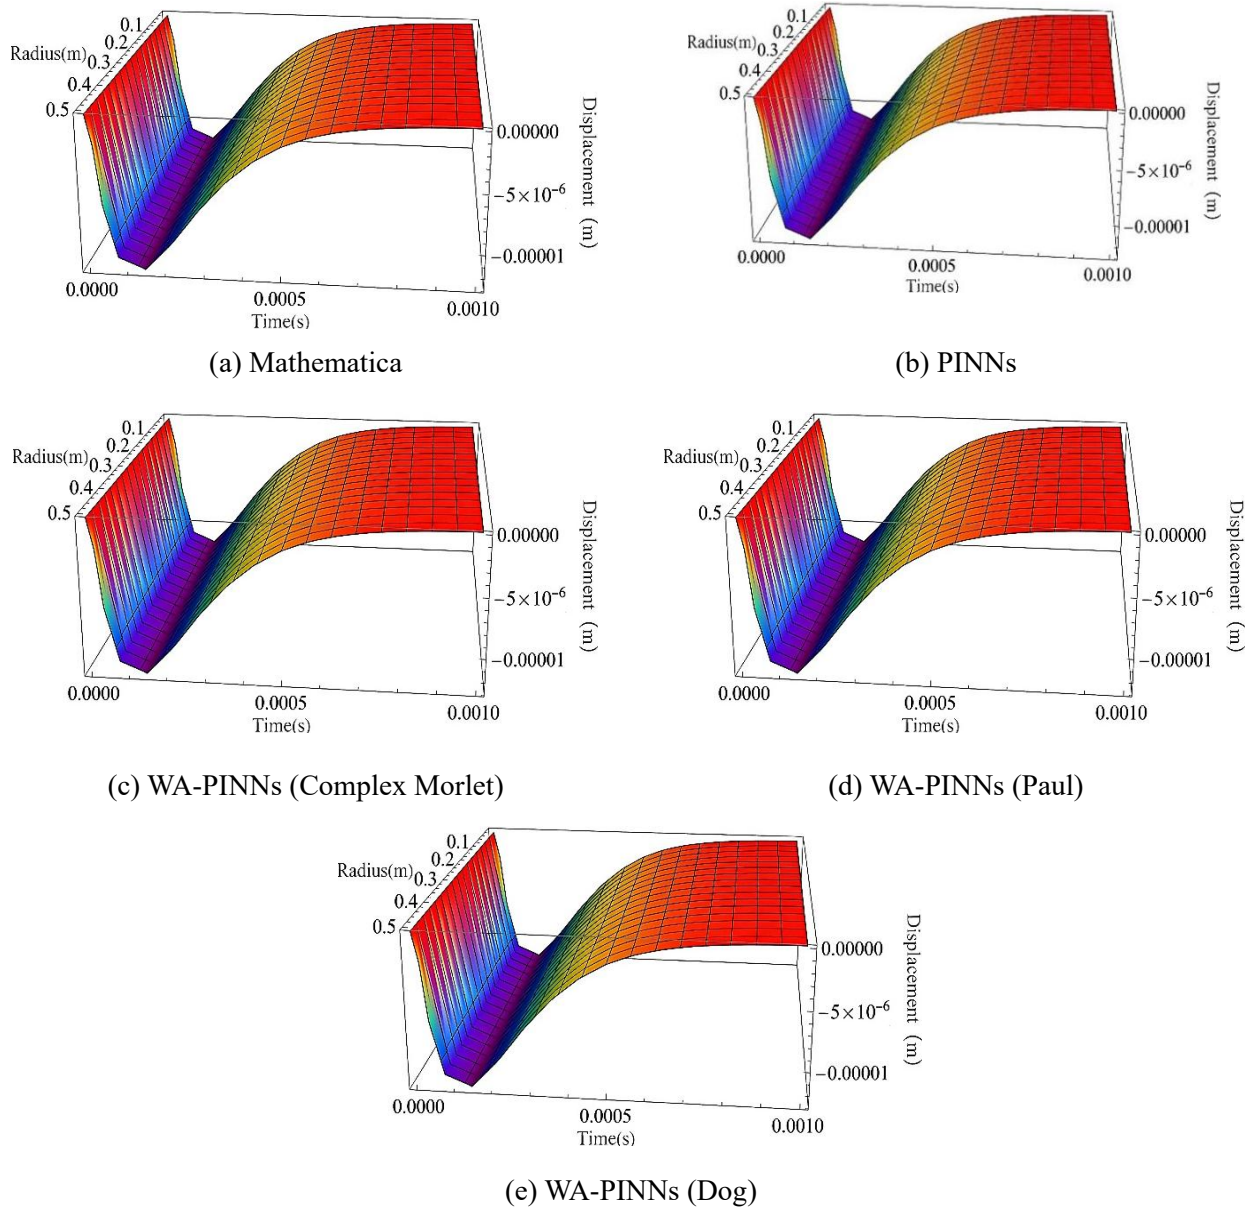 0.1
0.2
Radius(m)
0.3
0.4
0.5
0.00000
−5×10⁻⁶
−0.00001
Displacement (m)
0.0000
0.0005
0.0010
Time(s)
(a) Mathematica
0.1
0.2
Radius(m)
0.3
0.4
0.5
0.00000
−5×10⁻⁶
−0.00001
Displacement (m)
0.0000
0.0005
0.0010
Time(s)
(b) PINNs
0.1
0.2
Radius(m)
0.3
0.4
0.5
0.00000
−5×10⁻⁶
−0.00001
Displacement (m)
0.0000
0.0005
0.0010
Time(s)
(c) WA-PINNs (Complex Morlet)
0.1
0.2
Radius(m)
0.3
0.4
0.5
0.00000
−5×10⁻⁶
−0.00001
Displacement (m)
0.0000
0.0005
0.0010
Time(s)
(d) WA-PINNs (Paul)
0.1
0.2
Radius(m)
0.3
0.4
0.5
0.00000
−5×10⁻⁶
−0.00001
Displacement (m)
0.0000
0.0005
0.0010
Time(s)
(e) WA-PINNs (Dog)